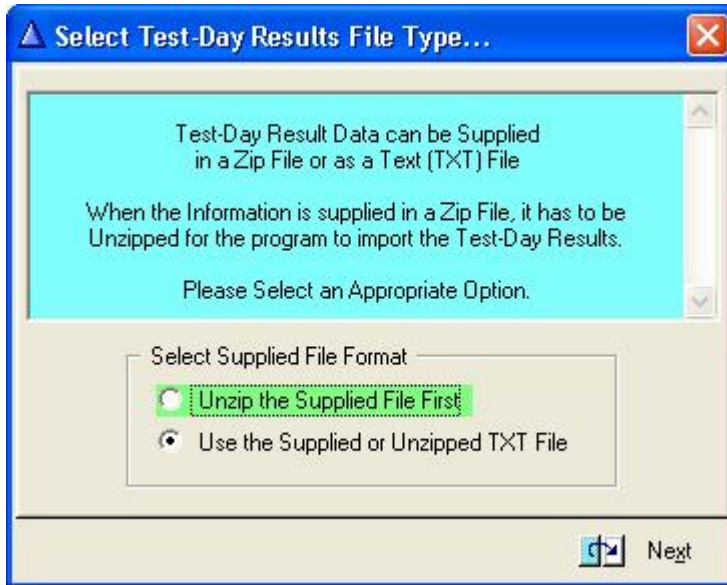 Select Test-Day Results File Type...
Test-Day Result Data can be Supplied
in a Zip File or as a Text (TXT) File
When the Information is supplied in a Zip File, it has to be
Unzipped for the program to import the Test-Day Results.
Please Select an Appropriate Option.
Select Supplied File Format
Unzip the Supplied File First
Use the Supplied or Unzipped TXT File
Next